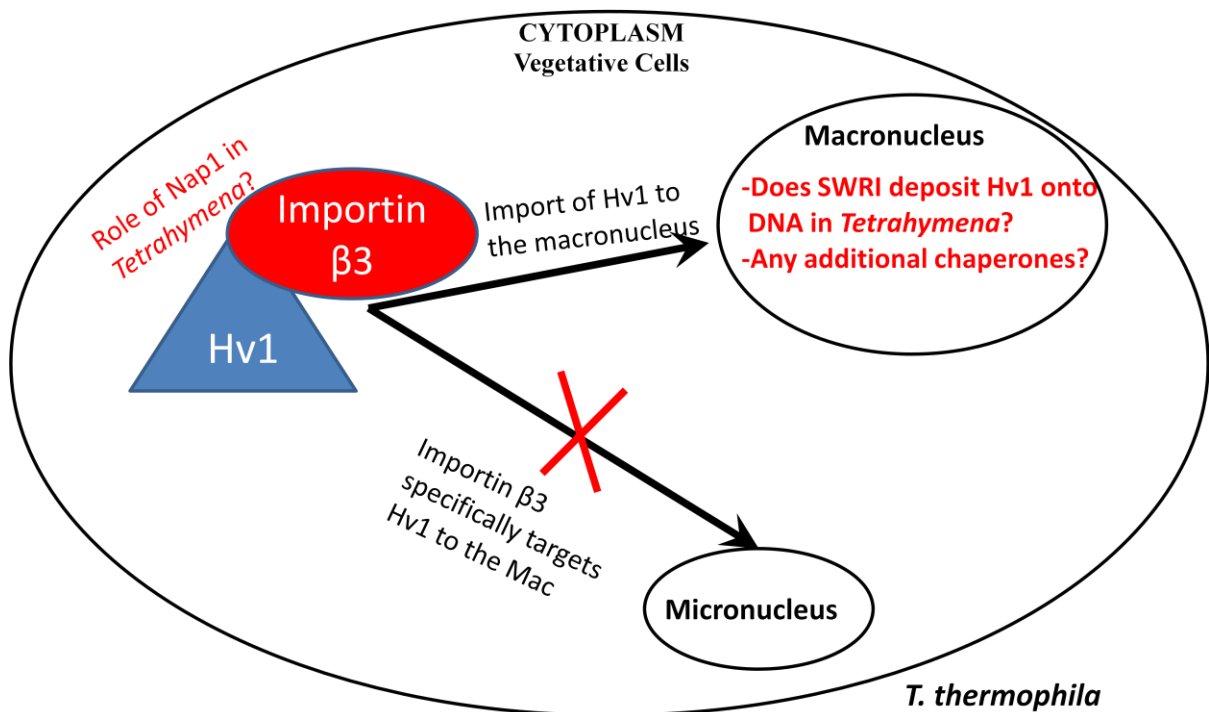 CYTOPLASM
Vegetative Cells
Role of Nap1 in
Tetrahymena?
Importin
β3
Hv1
Import of Hv1 to
the macronucleus
Macronucleus
-Does SWRI deposit Hv1 onto
DNA in Tetrahymena?
-Any additional chaperones?
Importin β3
specifically targets
Hv1 to the Mac
Micronucleus
T. thermophila